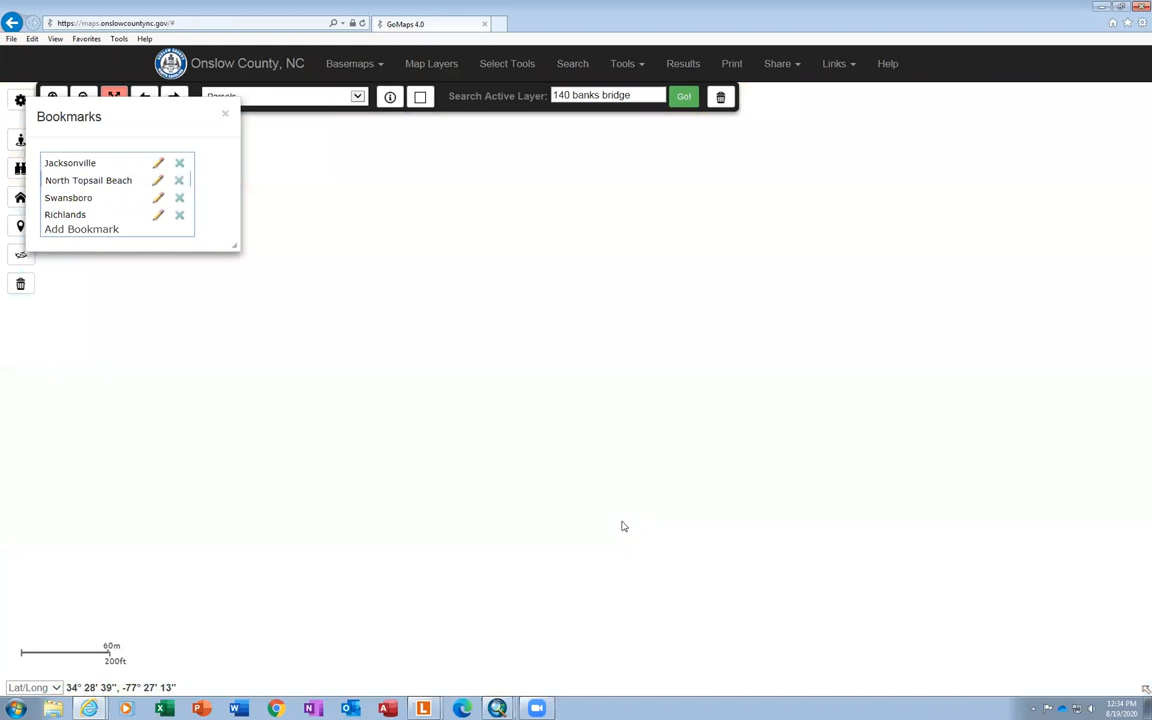 https://maps.onslowcountync.gov/#
GoMaps 4.0
File Edit View Favorites Tools Help
Onslow County, NC Basemaps Map Layers Select Tools Search Tools Results Print Share Links Help
Parcels Search Active Layer: 140 banks bridge Go!
Bookmarks
Jacksonville
North Topsail Beach
Swansboro
Richlands
Add Bookmark
60m
200ft
Lat/Long 34° 28' 39", -77° 27' 13"
12:34 PM
8/19/2020